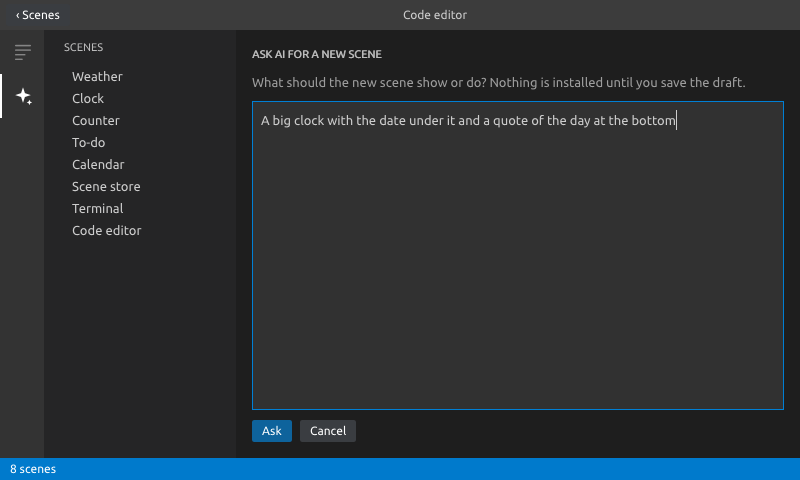 ‹ Scenes
Code editor
SCENES
Weather
Clock
Counter
To-do
Calendar
Scene store
Terminal
Code editor
ASK AI FOR A NEW SCENE
What should the new scene show or do? Nothing is installed until you save the draft.
A big clock with the date under it and a quote of the day at the bottom
Ask
Cancel
8 scenes